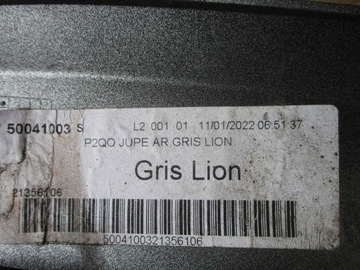 50041003 S L2 001 01 11/01/2022 06:51 37
P2QO JUPE AR GRIS LION
Gris Lion
21356106
5004100321356106